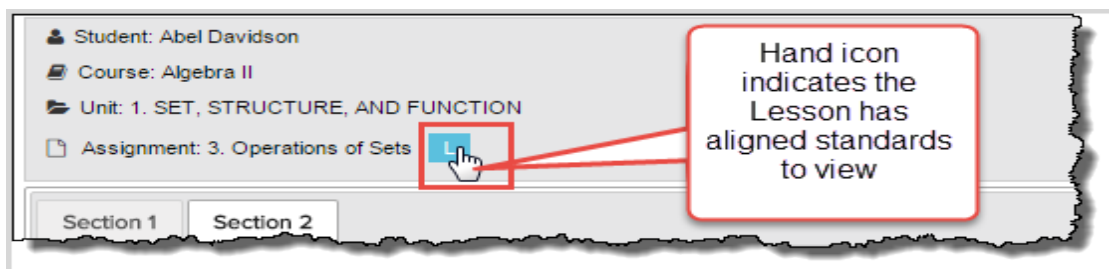 Student: Abel Davidson
Course: Algebra II
Unit: 1. SET, STRUCTURE, AND FUNCTION
Assignment: 3. Operations of Sets L
Section 1 Section 2
Hand icon
indicates the
Lesson has
aligned standards
to view